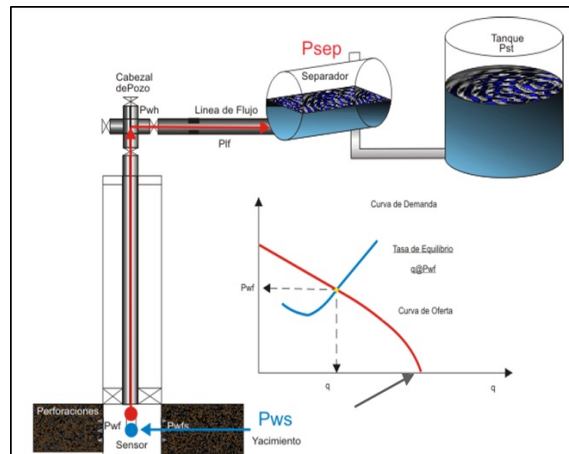 Tanque
Pst
Psep
Separador
Cabezal
dePozo
Pwh
Linea de Flujo
Plf
Curva de Demanda
Tasa de Equilibrio
q@Pwf
Pwf
Curva de Oferta
q
q
Perforaciones
Pwf
Sensor
Pws
Pwfs
Yacimiento